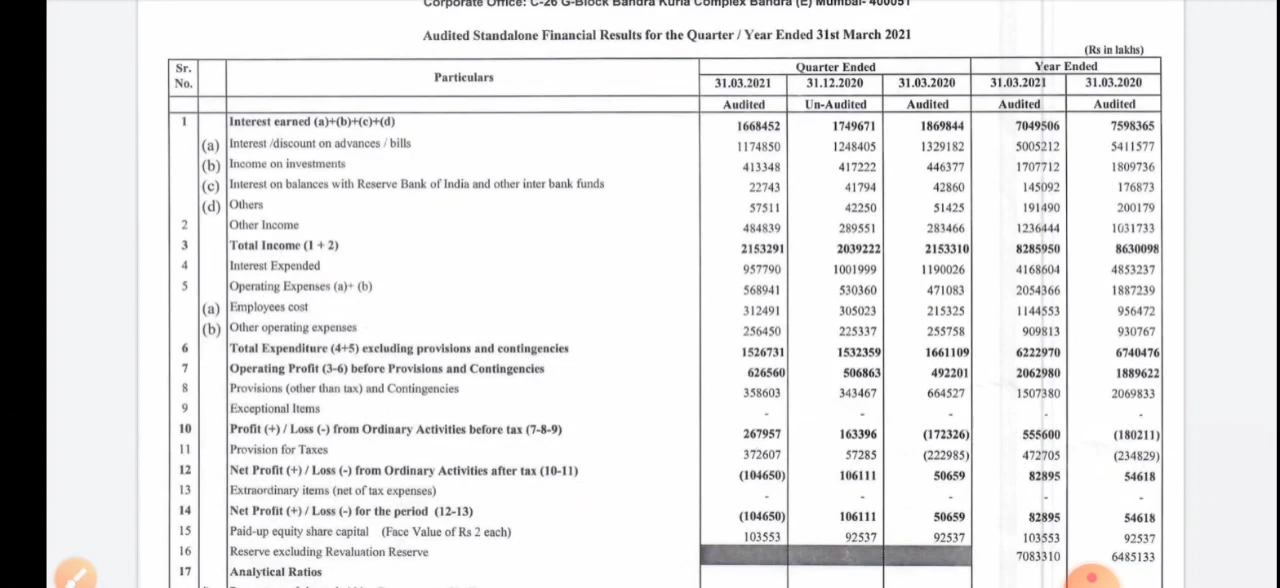 Corporate Office: C-26 G-Block Bandra Kurla Complex Bandra (E) Mumbai- 400051
Audited Standalone Financial Results for the Quarter / Year Ended 31st March 2021
(Rs in lakhs)
Sr. No. Particulars Quarter Ended Year Ended
31.03.2021 31.12.2020 31.03.2020 31.03.2021 31.03.2020
Audited Un-Audited Audited Audited Audited
1 Interest earned (a)+(b)+(c)+(d) 1668452 1749671 1869844 7049506 7598365
(a) Interest /discount on advances / bills 1174850 1248405 1329182 5005212 5411577
(b) Income on investments 413348 417222 446377 1707712 1809736
(c) Interest on balances with Reserve Bank of India and other inter bank funds 22743 41794 42860 145092 176873
(d) Others 57511 42250 51425 191490 200179
2 Other Income 484839 289551 283466 1236444 1031733
3 Total Income (1 + 2) 2153291 2039222 2153310 8285950 8630098
4 Interest Expended 957790 1001999 1190026 4168604 4853237
5 Operating Expenses (a)+ (b) 568941 530360 471083 2054366 1887239
(a) Employees cost 312491 305023 215325 1144553 956472
(b) Other operating expenses 256450 225337 255758 909813 930767
6 Total Expenditure (4+5) excluding provisions and contingencies 1526731 1532359 1661109 6222970 6740476
7 Operating Profit (3-6) before Provisions and Contingencies 626560 506863 492201 2062980 1889622
8 Provisions (other than tax) and Contingencies 358603 343467 664527 1507380 2069833
9 Exceptional Items - - - - -
10 Profit (+) / Loss (-) from Ordinary Activities before tax (7-8-9) 267957 163396 (172326) 555600 (180211)
11 Provision for Taxes 372607 57285 (222985) 472705 (234829)
12 Net Profit (+) / Loss (-) from Ordinary Activities after tax (10-11) (104650) 106111 50659 82895 54618
13 Extraordinary items (net of tax expenses) - - - - -
14 Net Profit (+) / Loss (-) for the period (12-13) (104650) 106111 50659 82895 54618
15 Paid-up equity share capital (Face Value of Rs 2 each) 103553 92537 92537 103553 92537
16 Reserve excluding Revaluation Reserve 7083310 6485133
17 Analytical Ratios